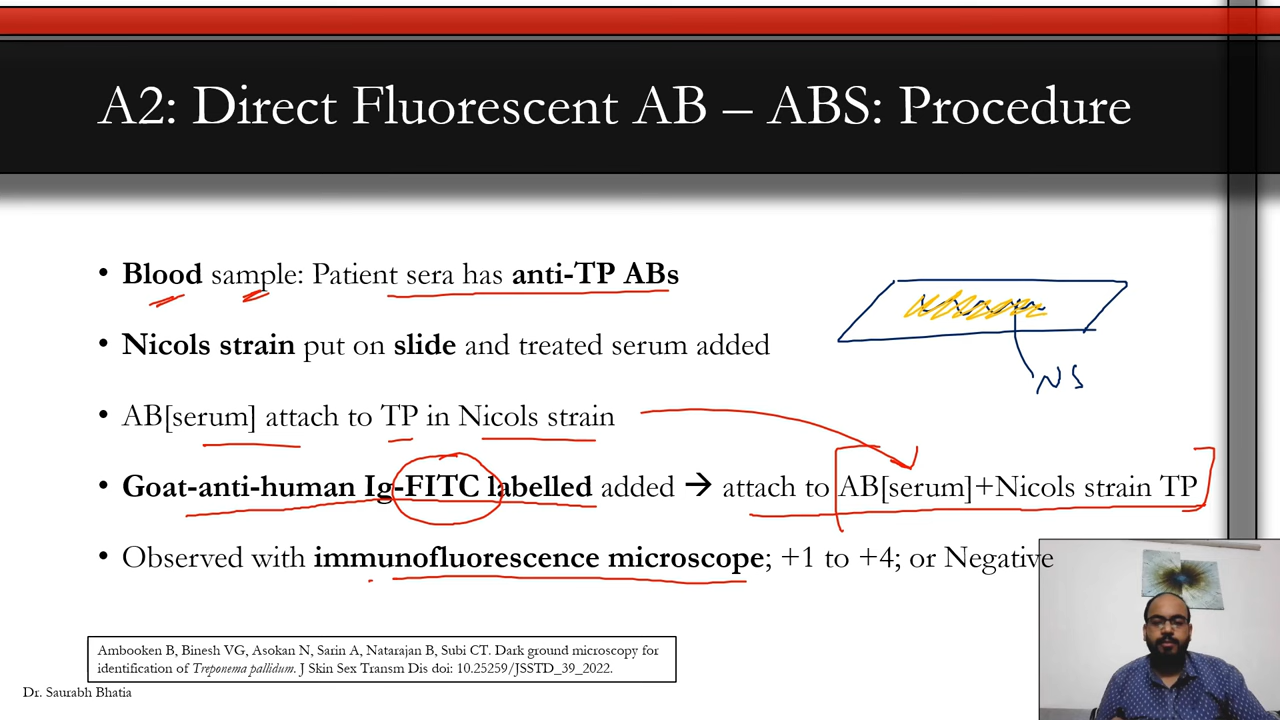 A2: Direct Fluorescent AB – ABS: Procedure
• Blood sample: Patient sera has anti-TP ABs
• Nicols strain put on slide and treated serum added
NS
• AB[serum] attach to TP in Nicols strain
• Goat-anti-human Ig-FITC labelled added → attach to AB[serum]+Nicols strain TP
• Observed with immunofluorescence microscope; +1 to +4; or Negative
Ambooken B, Binesh VG, Asokan N, Sarin A, Natarajan B, Subi CT. Dark ground microscopy for
identification of Treponema pallidum. J Skin Sex Transm Dis doi: 10.25259/JSSTD_39_2022.
Dr. Saurabh Bhatia